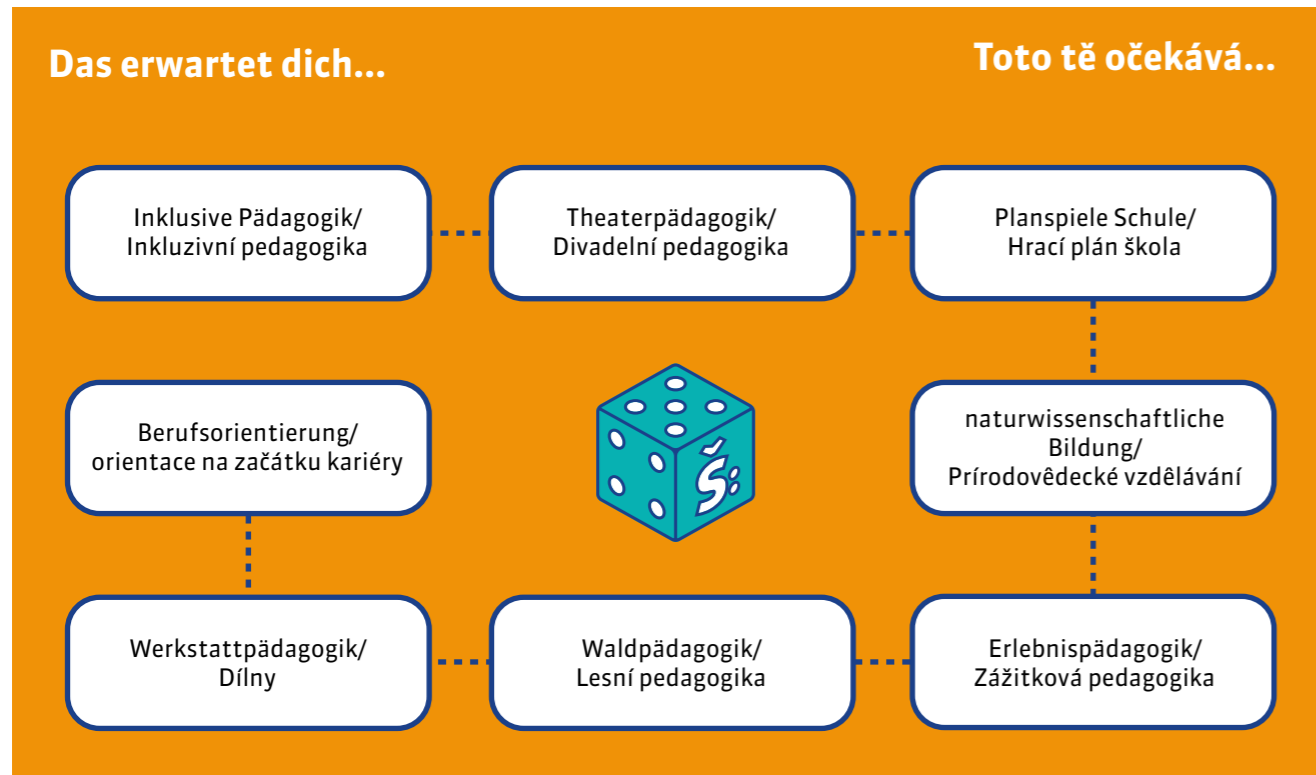 Das erwartet dich...
Toto tě očekává...
Inklusive Pädagogik/
Inkluzivní pedagogika
Theaterpädagogik/
Divadelní pedagogika
Planspiele Schule/
Hrací plán škola
Berufsorientierung/
orientace na začátku kariéry
Š:
naturwissenschaftliche
Bildung/
Prírodovêdecké vzdêlávání
Werkstattpädagogik/
Dílny
Waldpädagogik/
Lesní pedagogika
Erlebnispädagogik/
Zážitková pedagogika